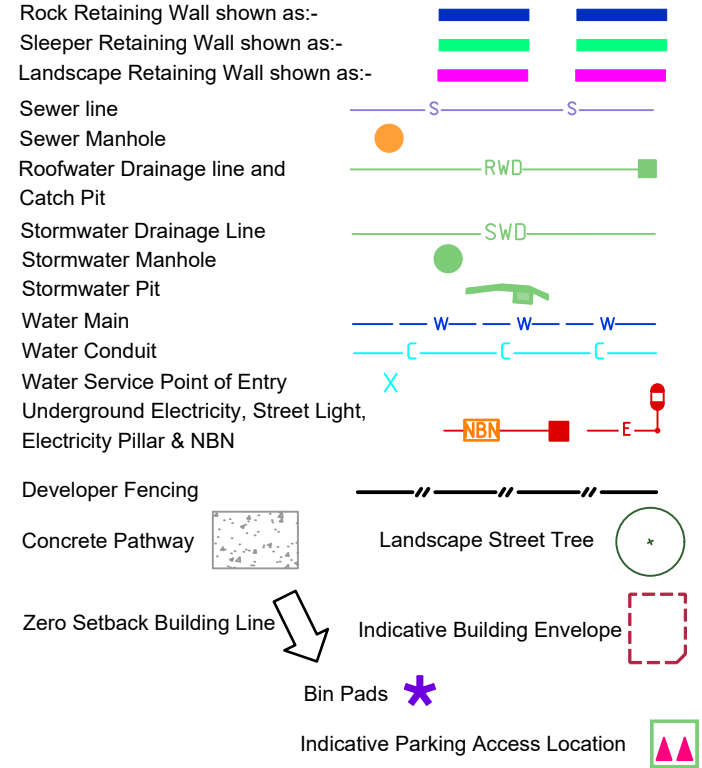 Rock Retaining Wall shown as:-
Sleeper Retaining Wall shown as:-
Landscape Retaining Wall shown as:-
Sewer line S S
Sewer Manhole
Roofwater Drainage line and RWD
Catch Pit
Stormwater Drainage Line SWD
Stormwater Manhole
Stormwater Pit
Water Main W W W
Water Conduit C C C
Water Service Point of Entry X
Underground Electricity, Street Light,
Electricity Pillar & NBN NBN E
Developer Fencing
Concrete Pathway Landscape Street Tree
Zero Setback Building Line Indicative Building Envelope
Bin Pads
Indicative Parking Access Location